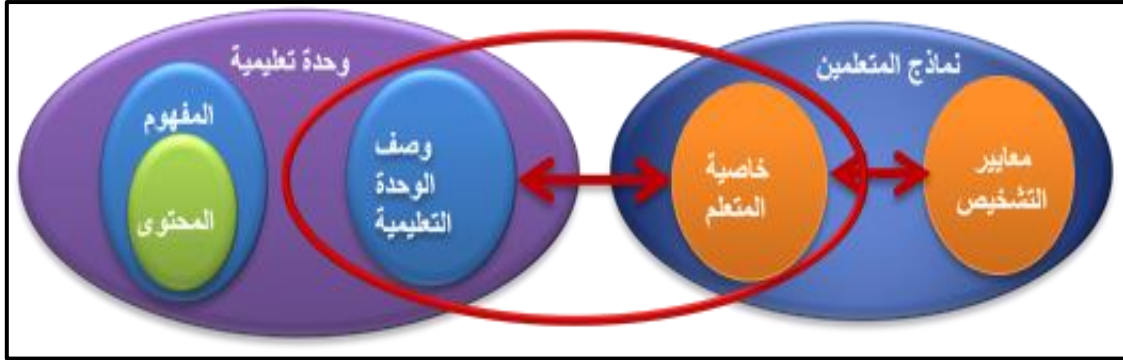 نماذج المتعلمين
معايير
التشخيص
خاصية
المتعلم
وحدة تعليمية
وصف
الوحدة
التعليمية
المفهوم
المحتوى